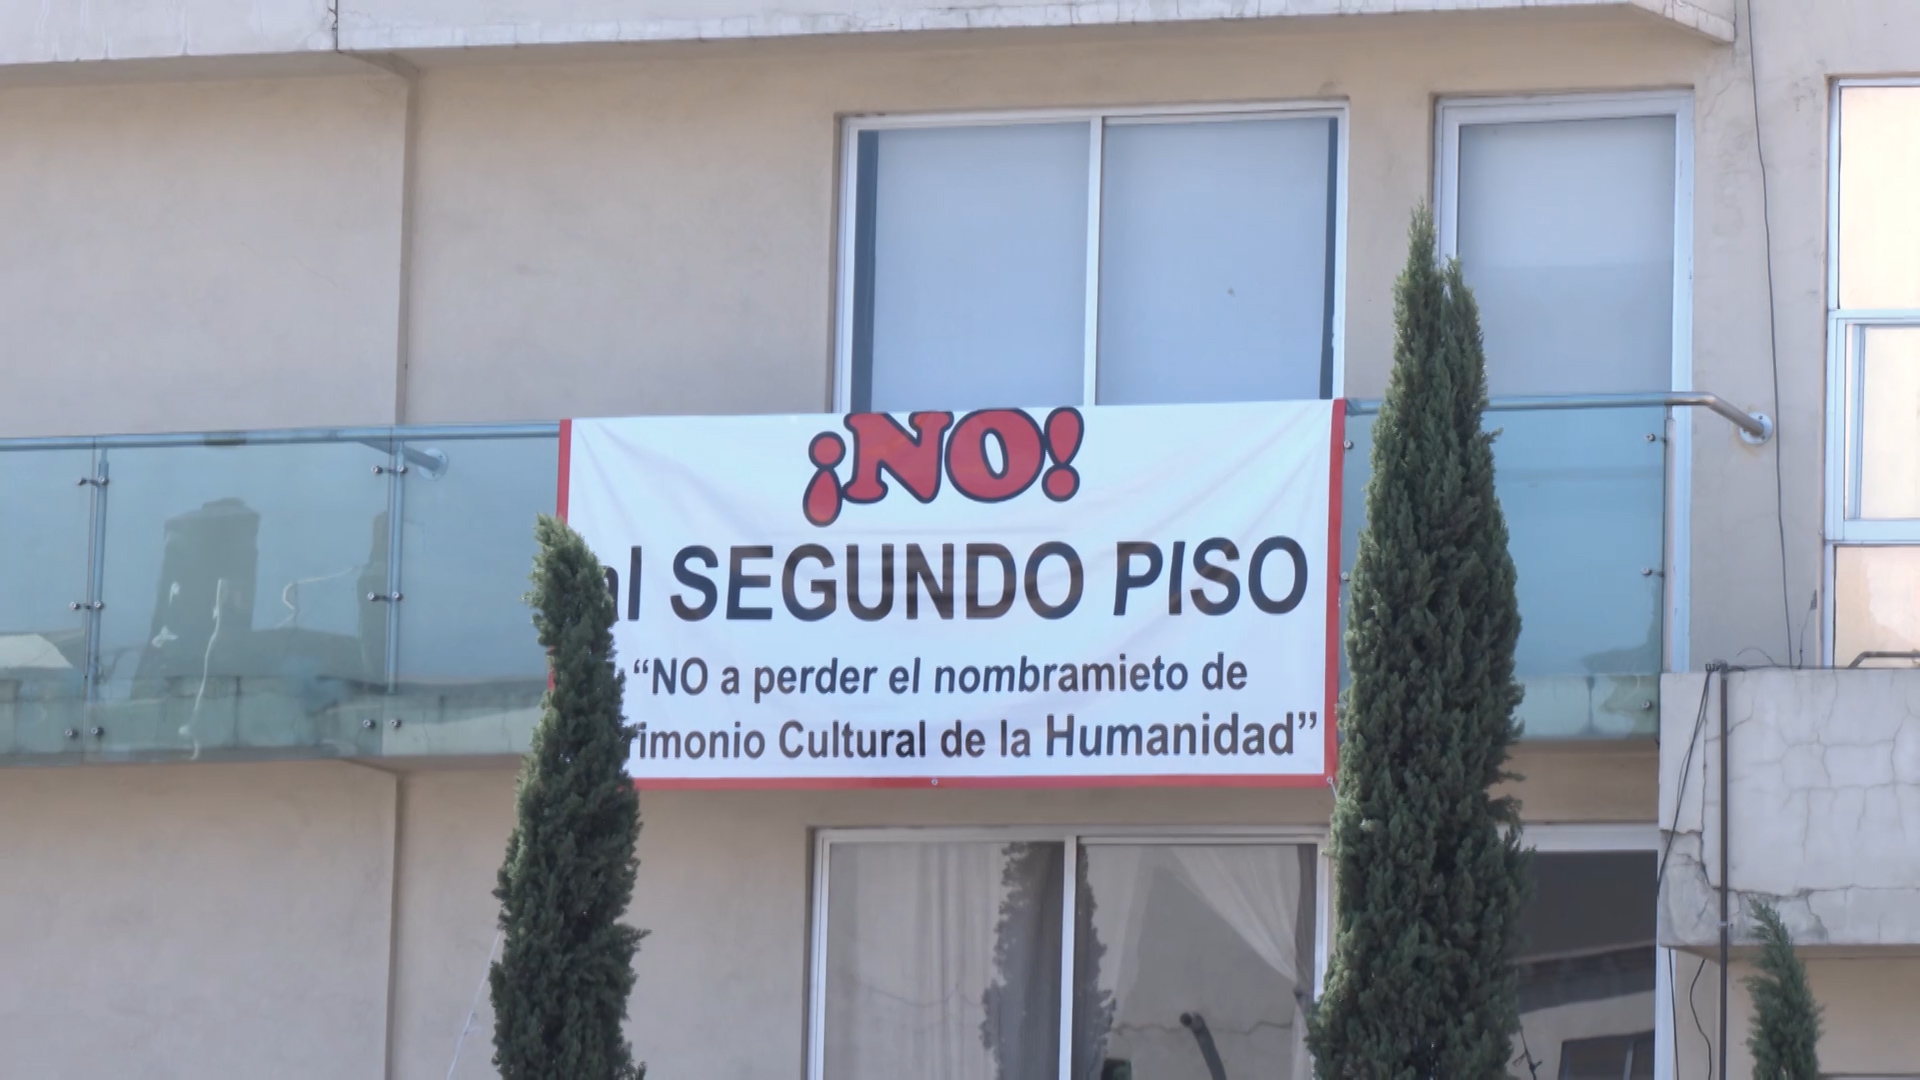 ¡NO!
al SEGUNDO PISO
“NO a perder el nombramieto de
rimonio Cultural de la Humanidad”